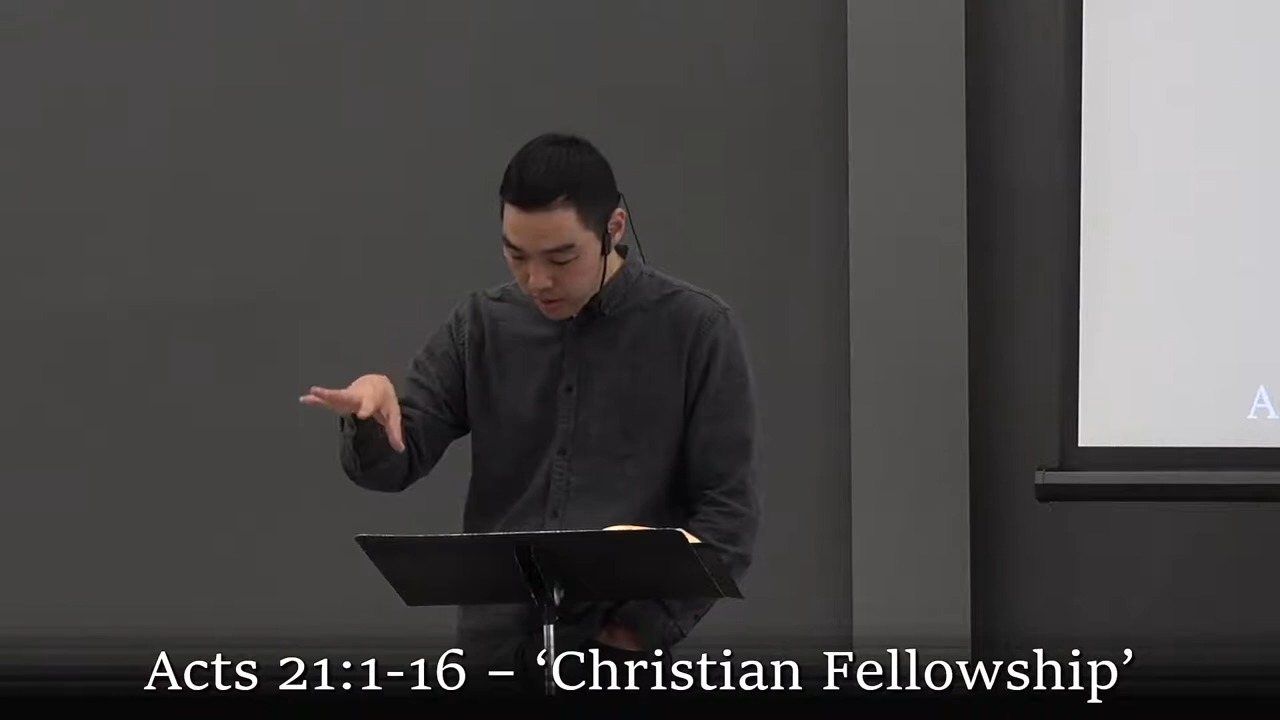 A
Acts 21:1-16 – ‘Christian Fellowship’